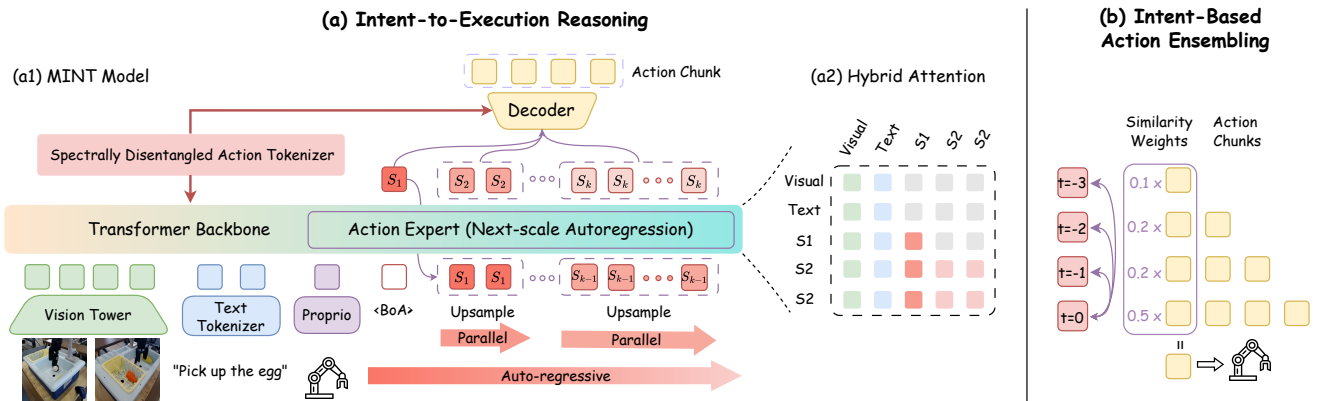 (a) Intent-to-Execution Reasoning
(a1) MINT Model
Action Chunk
Decoder
Spectrally Disentangled Action Tokenizer
S₁
S₂ S₂ Sₖ Sₖ Sₖ
Transformer Backbone
Action Expert (Next-scale Autoregression)
S₁ S₁ Sₖ₋₁ Sₖ₋₁ Sₖ₋₁
Vision Tower
Text
Tokenizer
Proprio
<BoA>
Upsample
Upsample
Parallel
Parallel
"Pick up the egg"
Auto-regressive
(a2) Hybrid Attention
Visual Text S1 S2 S2
Visual
Text
S1
S2
S2
(b) Intent-Based
Action Ensembling
Similarity
Weights
Action
Chunks
t=-3 0.1 x
t=-2 0.2 x
t=-1 0.2 x
t=0 0.5 x
=